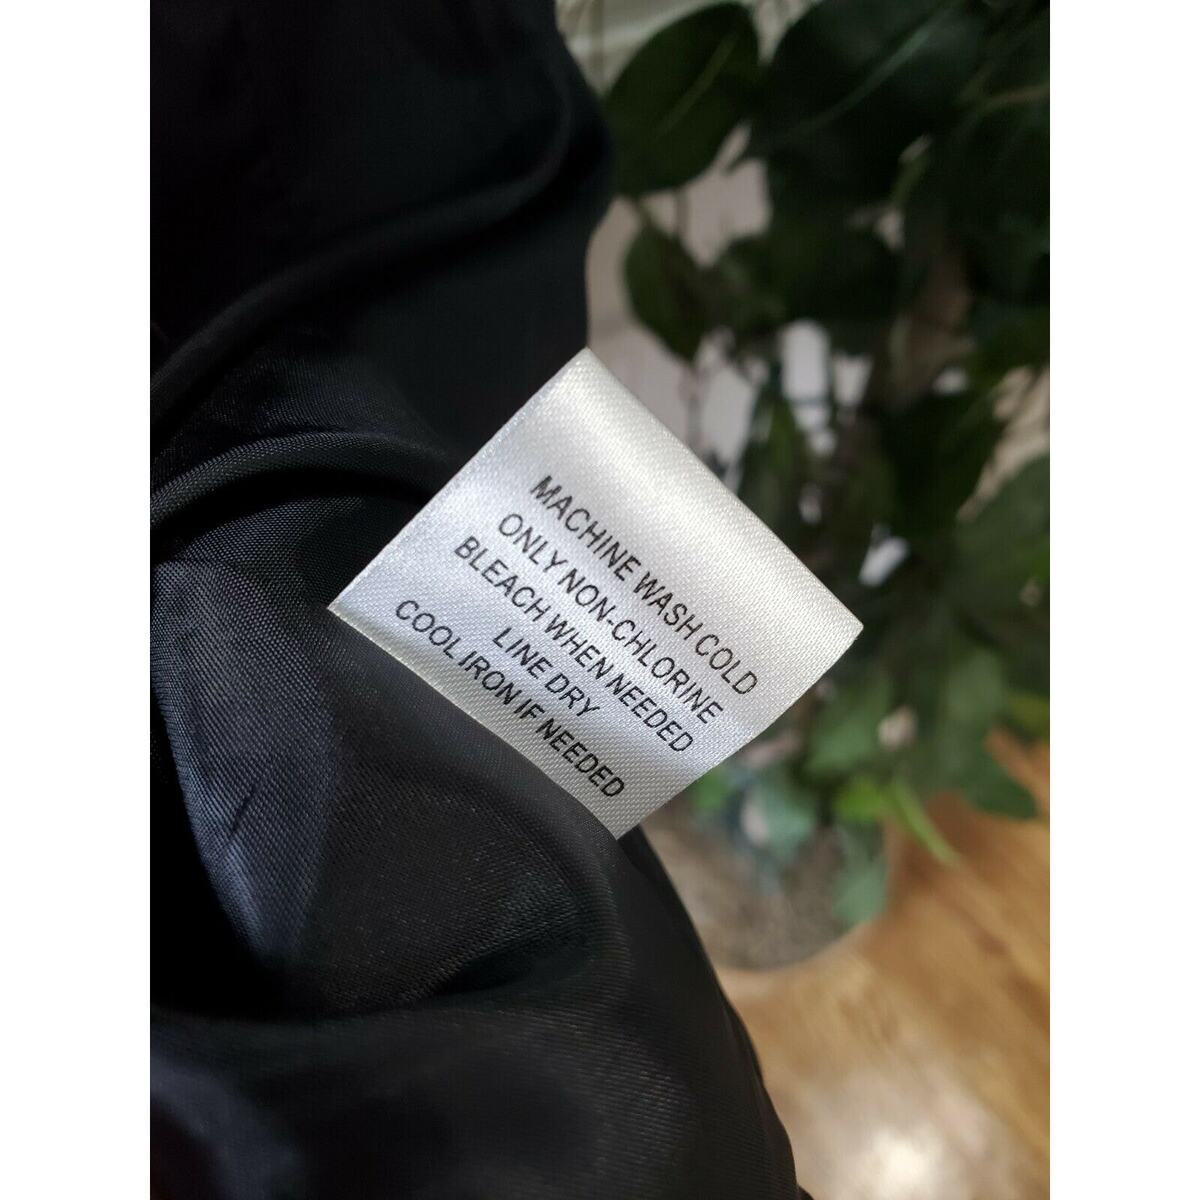 MACHINE WASH COLD
ONLY NON-CHLORINE
BLEACH WHEN NEEDED
LINE DRY
COOL IRON IF NEEDED